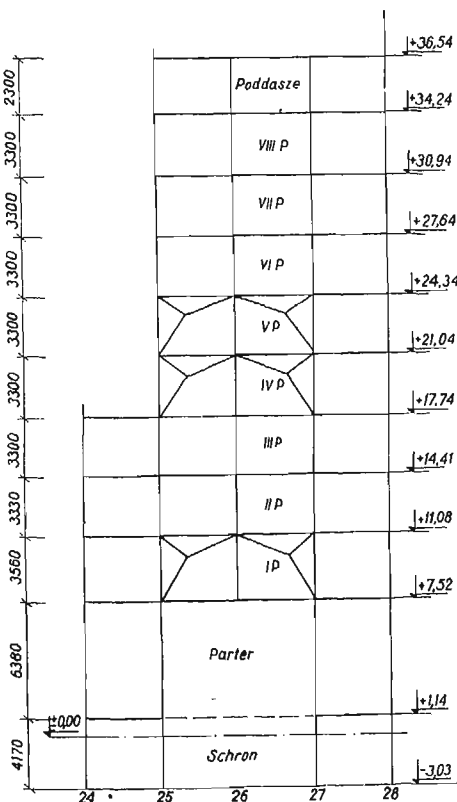 +36,54
2300
Poddasze
+34,24
3300
VIII P
+30,94
3300
VII P
+27,64
3300
VI P
+24,34
3300
V P
+21,04
3300
IV P
+17,74
3300
III P
+14,41
3330
II P
+11,08
3560
I P
+7,52
6380
Parter
+1,14
±0,00
4170
Schron
-3,03
24 25 26 27 28